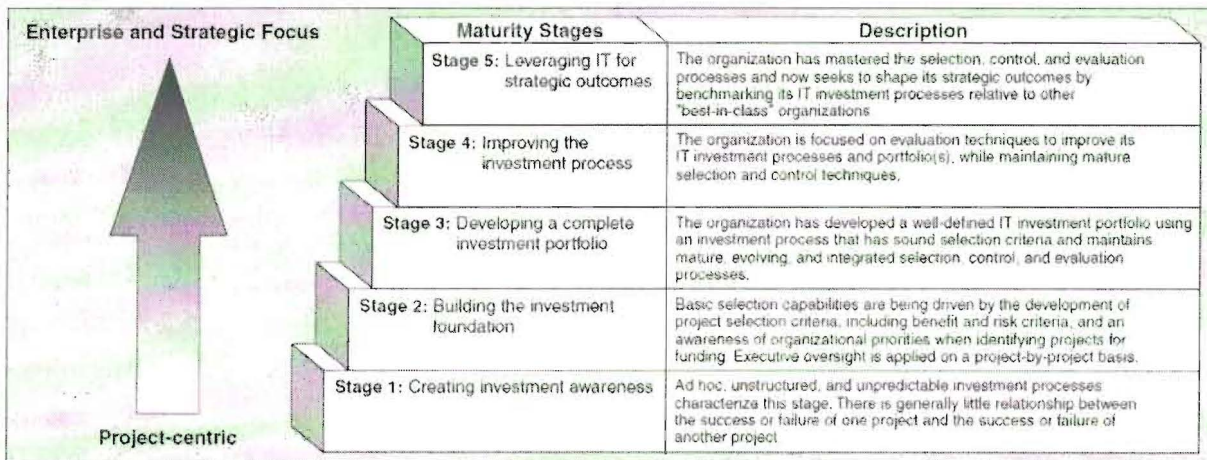 Enterprise and Strategic Focus
Maturity Stages
Description
Stage 5: Leveraging IT for
strategic outcomes
The organization has mastered the selection, control, and evaluation
processes and now seeks to shape its strategic outcomes by
benchmarking its IT investment processes relative to other
"best-in-class" organizations
Stage 4: Improving the
investment process
The organization is focused on evaluation techniques to improve its
IT investment processes and portfolio(s), while maintaining mature
selection and control techniques.
Stage 3: Developing a complete
investment portfolio
The organization has developed a well-defined IT investment portfolio using
an investment process that has sound selection criteria and maintains
mature, evolving, and integrated selection, control, and evaluation
processes.
Stage 2: Building the investment
foundation
Basic selection capabilities are being driven by the development of
project selection criteria, including benefit and risk criteria, and an
awareness of organizational priorities when identifying projects for
funding. Executive oversight is applied on a project-by-project basis.
Stage 1: Creating investment awareness
Ad hoc, unstructured, and unpredictable investment processes
characterize this stage. There is generally little relationship between
the success or failure of one project and the success or failure of
another project
Project-centric